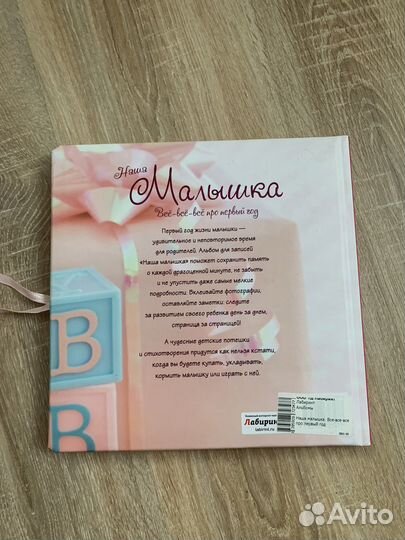 Наша
Малышка
Всё-всё-всё про первый год
Первый год жизни малышки —
удивительное и неповторимое время
для родителей. Альбом для записей
«Наша малышка» поможет сохранить память
о каждой драгоценной минуте, не забыть
и не упустить даже самые мелкие
подробности. Вклеивайте фотографии,
оставляйте заметки: следите
за развитием своего ребенка день за днем,
страница за страницей!
А чудесные детские потешки
и стихотворения придутся как нельзя кстати,
когда вы будете купать, укладывать,
кормить малышку или играть с ней.
B
B
Лабиринт
labirint.ru
Лабиринт
Альбомы
Наша малышка. Все-все-все
про первый год
Avito